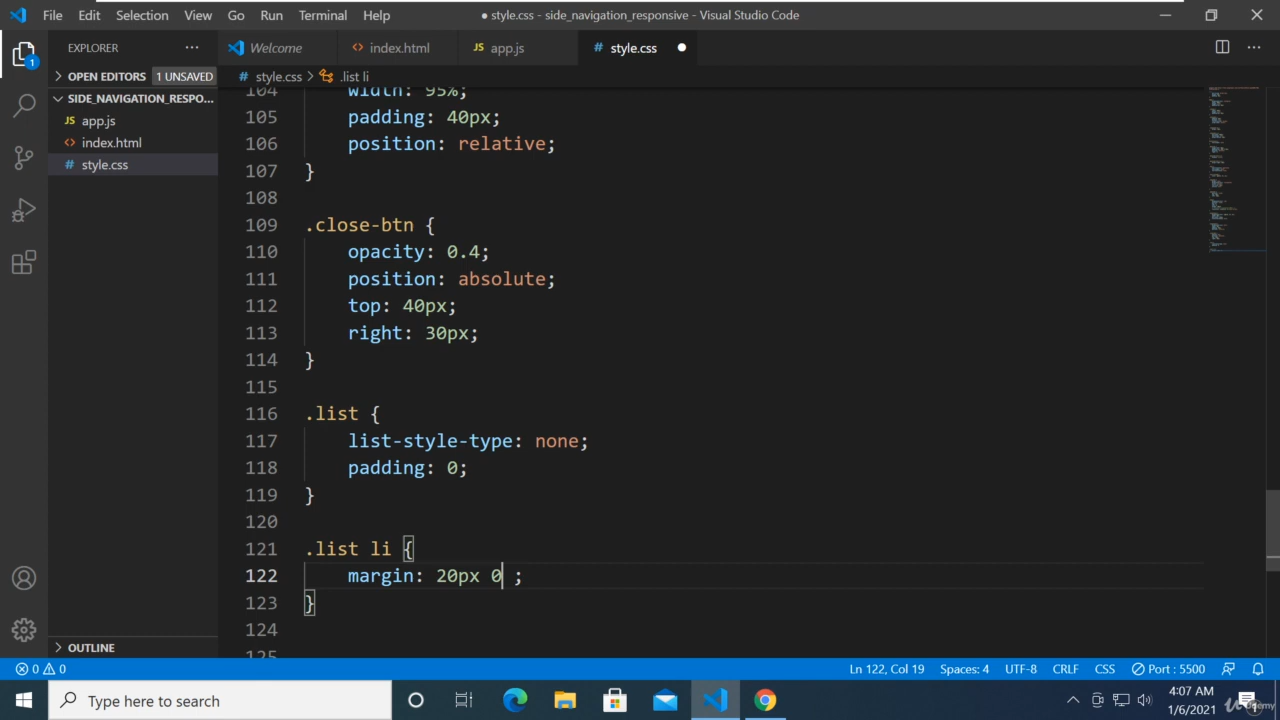 File Edit Selection View Go Run Terminal Help
● style.css - side_navigation_responsive - Visual Studio Code
EXPLORER
Welcome
index.html
app.js
style.css
OPEN EDITORS 1 UNSAVED
style.css > .list li
SIDE_NAVIGATION_RESPO...
app.js
index.html
style.css
104 width: 95%;
105 padding: 40px;
106 position: relative;
107 }
108
109 .close-btn {
110 opacity: 0.4;
111 position: absolute;
112 top: 40px;
113 right: 30px;
114 }
115
116 .list {
117 list-style-type: none;
118 padding: 0;
119 }
120
121 .list li {
122 margin: 20px 0 ;
123 }
124
125
OUTLINE
1
0 0
Ln 122, Col 19 Spaces: 4 UTF-8 CRLF CSS Port : 5500
Type here to search
4:07 AM
1/6/2021
1
Udemy